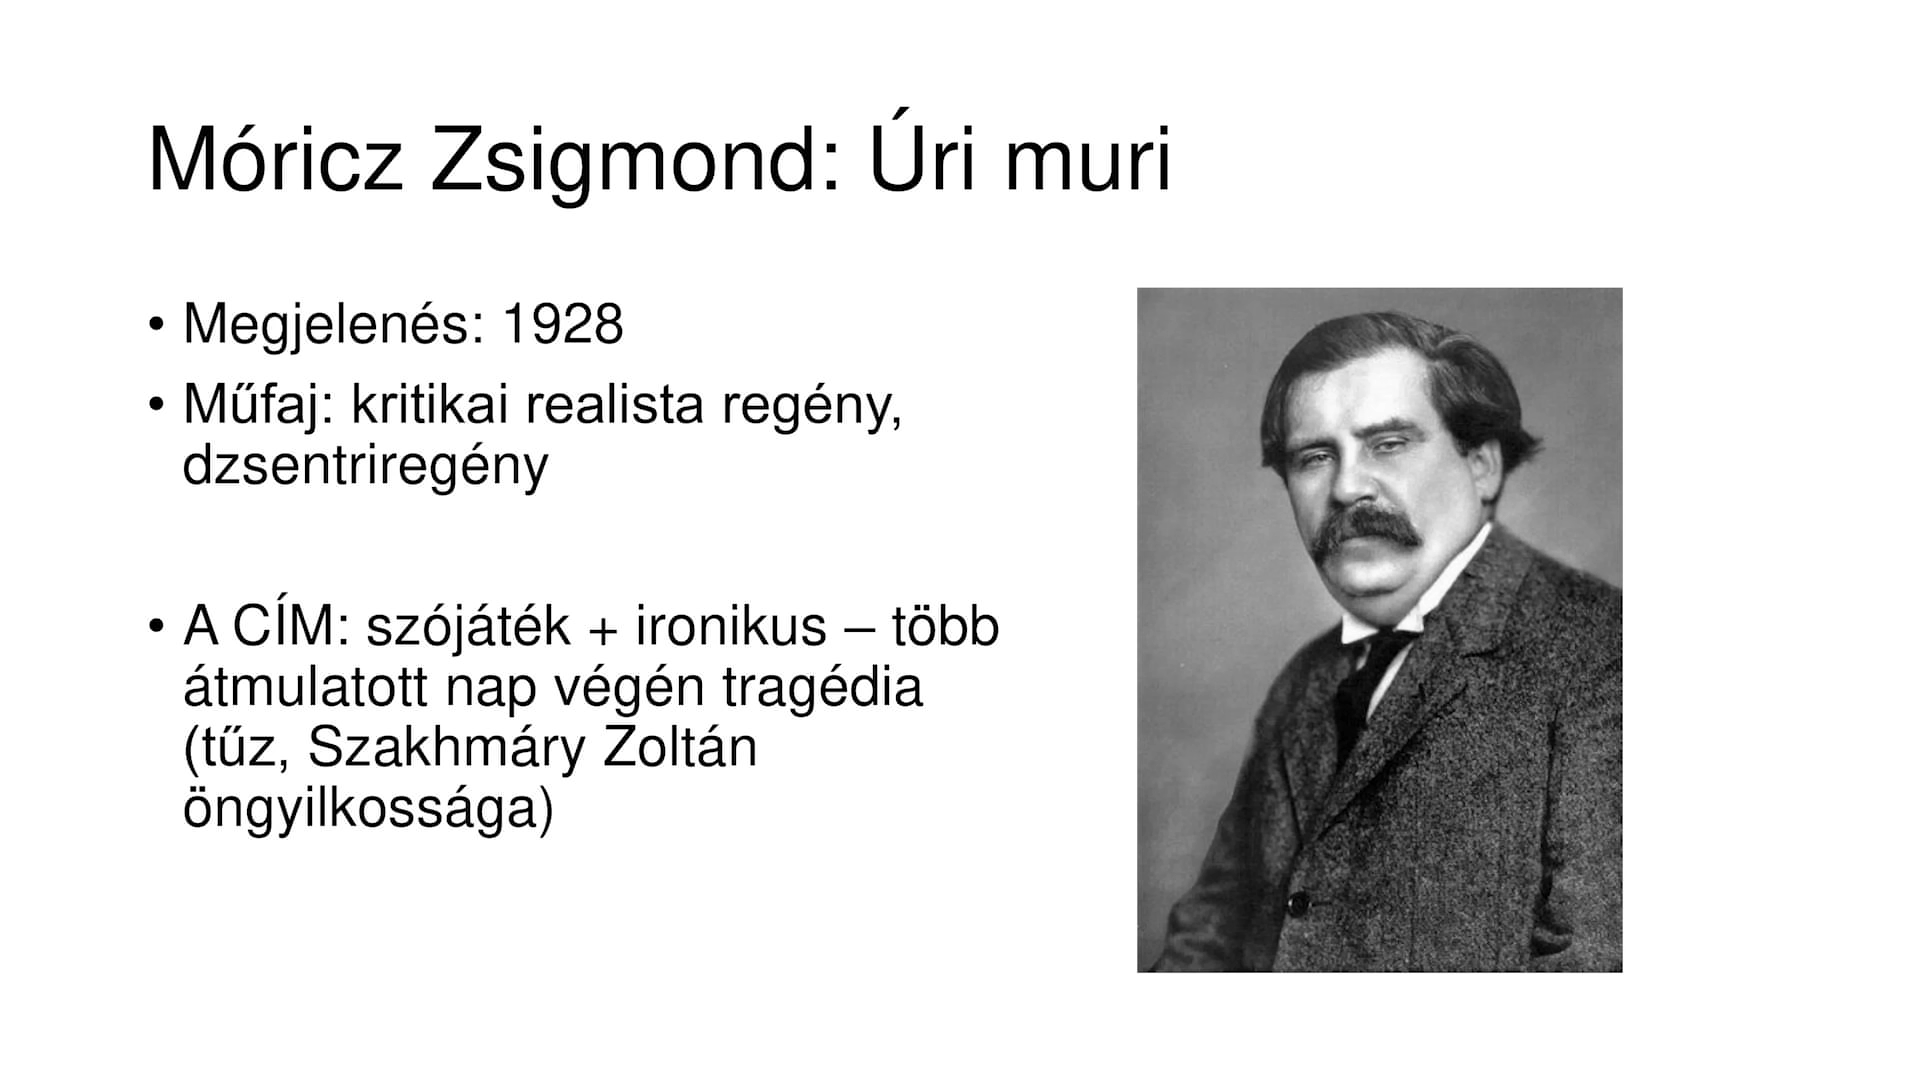 Móricz Zsigmond: Úri muri
• Megjelenés: 1928
• Műfaj: kritikai realista regény,
dzsentriregény
• A CÍM: szójáték + ironikus – több
átmulatott nap végén tragédia
(tűz, Szakhmáry Zoltán
öngyilkossága)